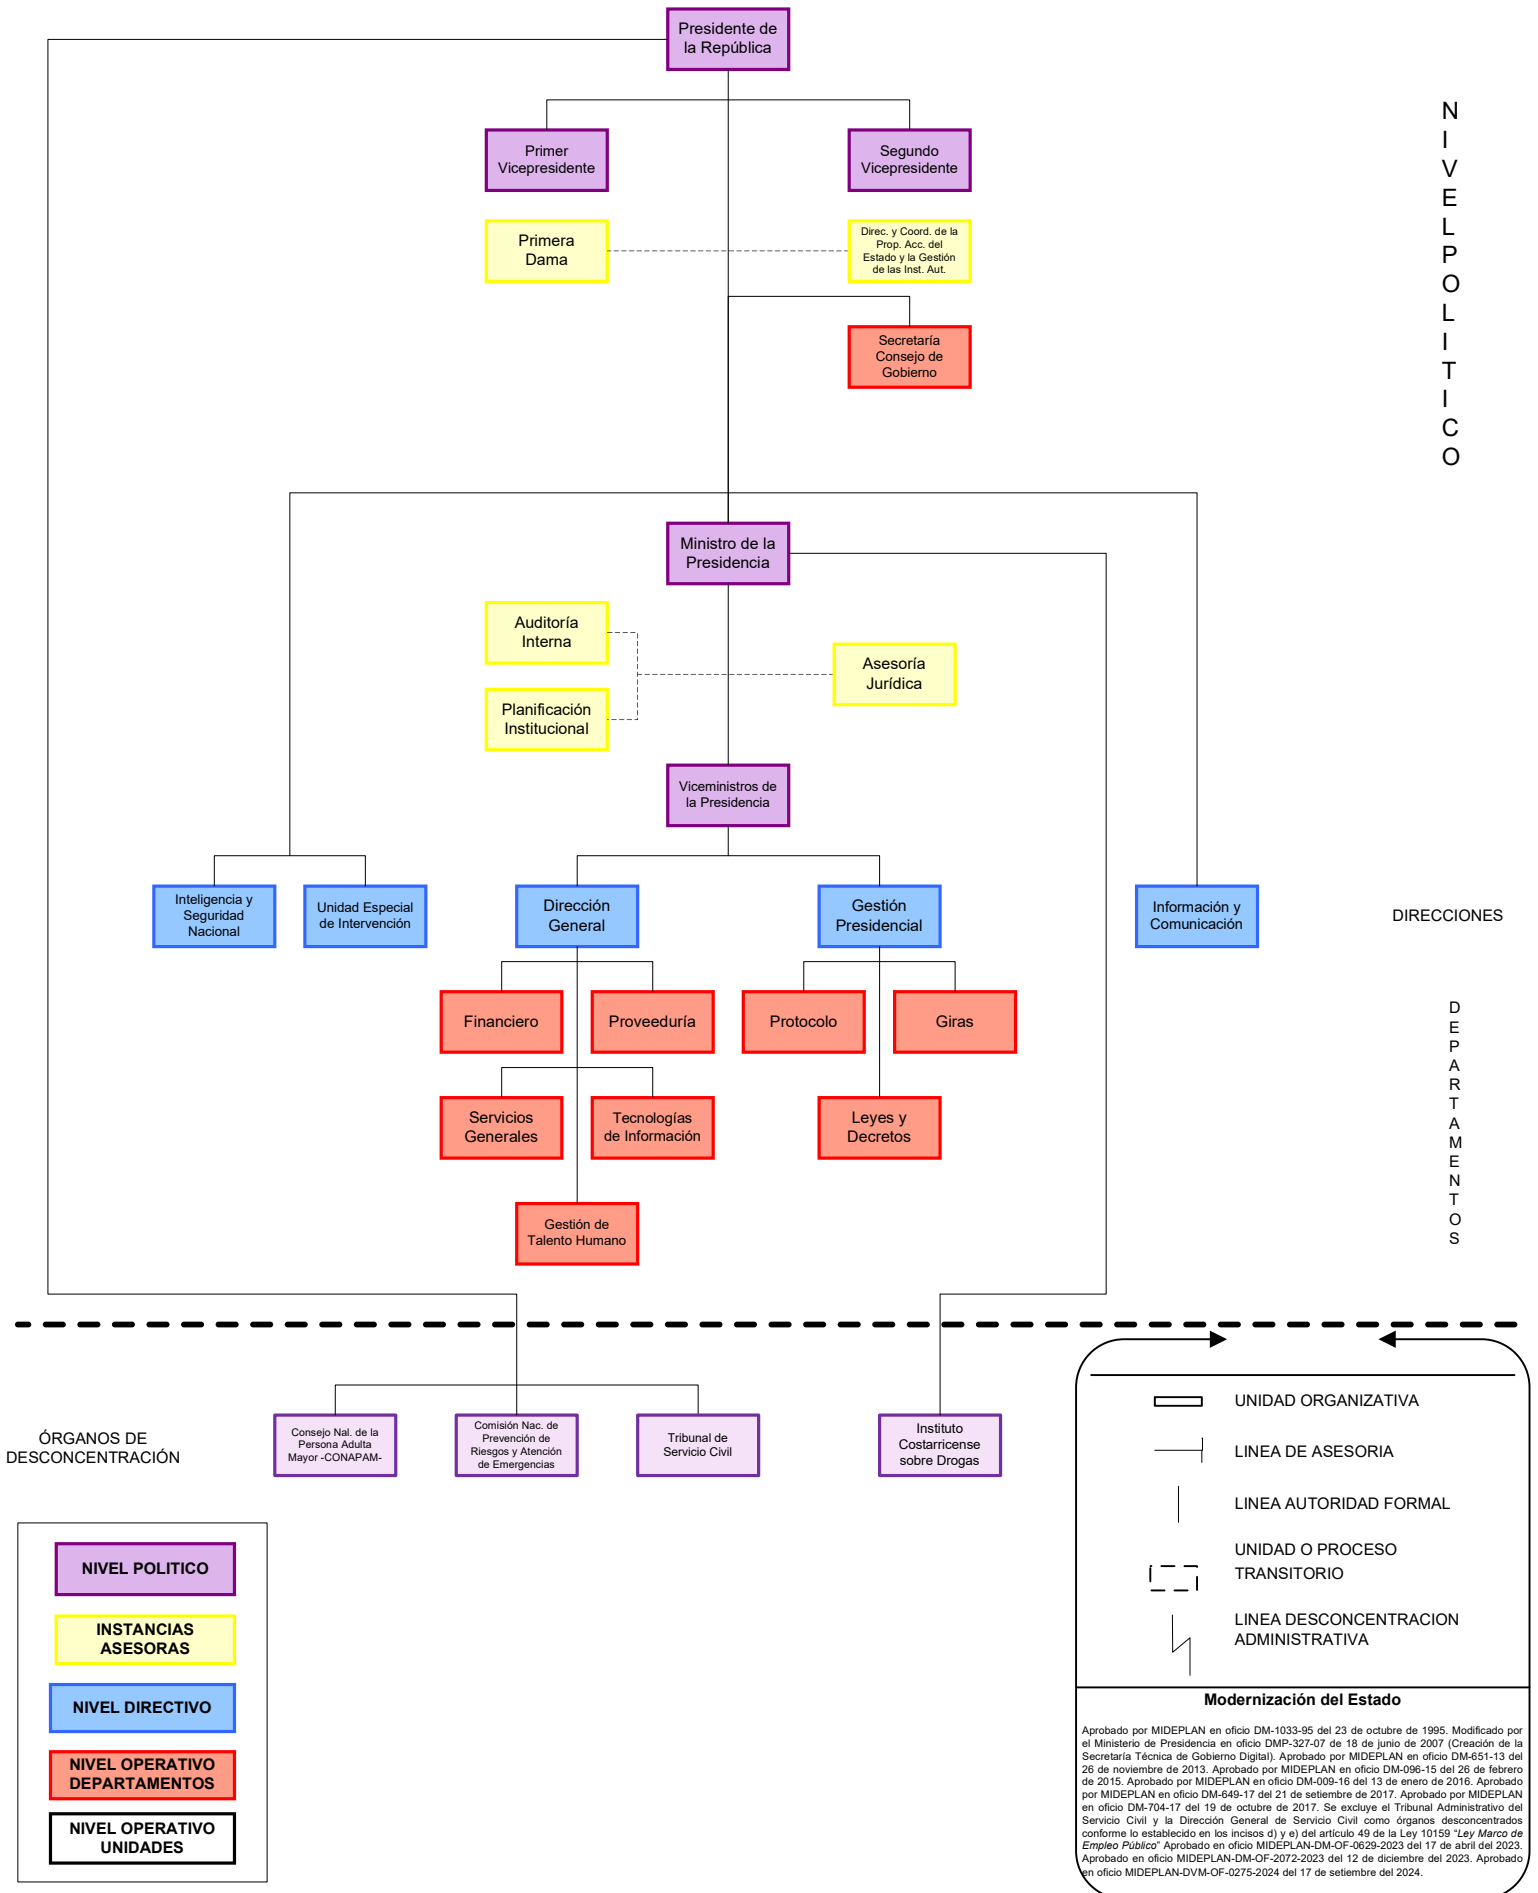 Presidente de
la República
Primer
Vicepresidente
Segundo
Vicepresidente
Primera
Dama
Direc. y Coord. de la
Prop. Acc. del
Estado y la Gestión
de las Inst. Aut.
Secretaría
Consejo de
Gobierno
N
I
V
E
L
P
O
L
I
T
I
C
O
Ministro de la
Presidencia
Auditoría
Interna
Asesoría
Jurídica
Planificación
Institucional
Viceministros de
la Presidencia
Inteligencia y
Seguridad
Nacional
Unidad Especial
de Intervención
Dirección
General
Gestión
Presidencial
Información y
Comunicación
DIRECCIONES
Financiero
Proveeduría
Protocolo
Giras
Servicios
Generales
Tecnologías
de Información
Leyes y
Decretos
Gestión de
Talento Humano
D
E
P
A
R
T
A
M
E
N
T
O
S
ÓRGANOS DE
DESCONCENTRACIÓN
Consejo Nal. de la
Persona Adulta
Mayor -CONAPAM-
Comisión Nac. de
Prevención de
Riesgos y Atención
de Emergencias
Tribunal de
Servicio Civil
Instituto
Costarricense
sobre Drogas
NIVEL POLITICO
INSTANCIAS
ASESORAS
NIVEL DIRECTIVO
NIVEL OPERATIVO
DEPARTAMENTOS
NIVEL OPERATIVO
UNIDADES
UNIDAD ORGANIZATIVA
LINEA DE ASESORIA
LINEA AUTORIDAD FORMAL
UNIDAD O PROCESO
TRANSITORIO
LINEA DESCONCENTRACION
ADMINISTRATIVA
Modernización del Estado
Aprobado por MIDEPLAN en oficio DM-1033-95 del 23 de octubre de 1995. Modificado por
el Ministerio de Presidencia en oficio DMP-327-07 de 18 de junio de 2007 (Creación de la
Secretaría Técnica de Gobierno Digital). Aprobado por MIDEPLAN en oficio DM-651-13 del
26 de noviembre de 2013. Aprobado por MIDEPLAN en oficio DM-096-15 del 26 de febrero
de 2015. Aprobado por MIDEPLAN en oficio DM-009-16 del 13 de enero de 2016. Aprobado
por MIDEPLAN en oficio DM-649-17 del 21 de setiembre de 2017. Aprobado por MIDEPLAN
en oficio DM-704-17 del 19 de octubre de 2017. Se excluye el Tribunal Administrativo del
Servicio Civil y la Dirección General de Servicio Civil como órganos desconcentrados
conforme lo establecido en los incisos d) y e) del artículo 49 de la Ley 10159 “Ley Marco de
Empleo Público” Aprobado en oficio MIDEPLAN-DM-OF-0629-2023 del 17 de abril del 2023.
Aprobado en oficio MIDEPLAN-DM-OF-2072-2023 del 12 de diciembre del 2023. Aprobado
en oficio MIDEPLAN-DVM-OF-0275-2024 del 17 de setiembre del 2024.